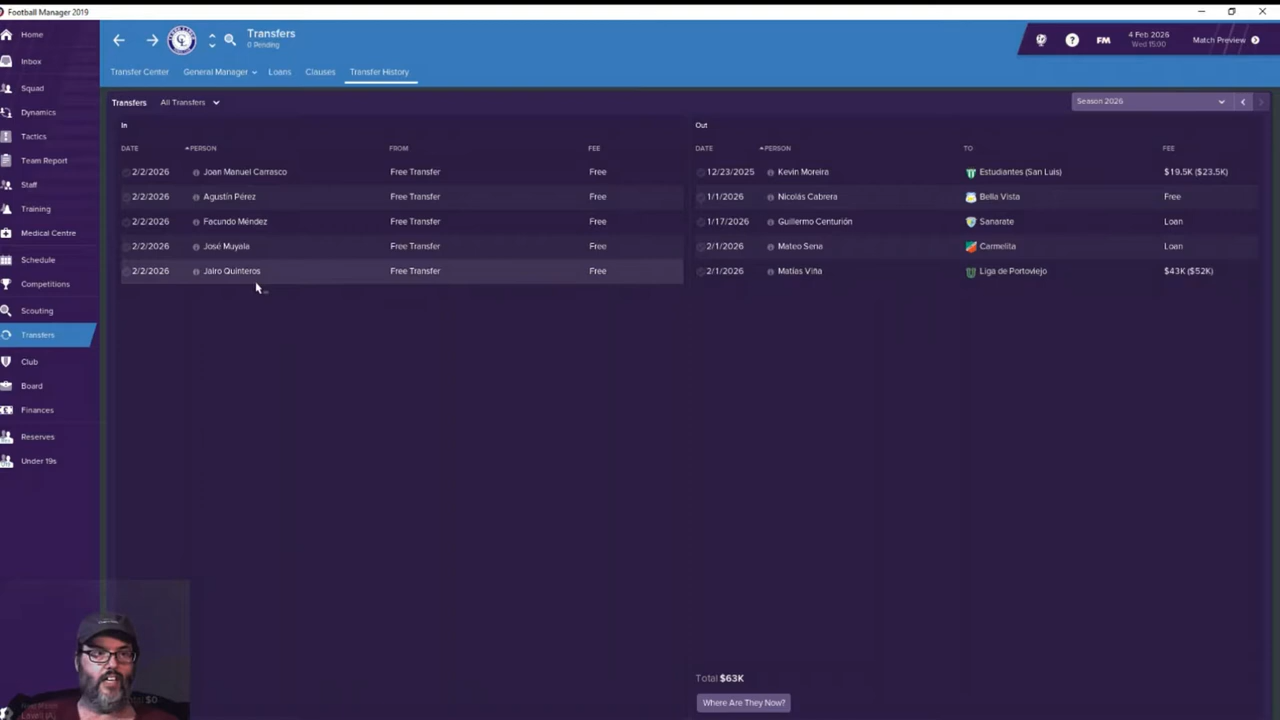 Football Manager 2019
Home
Inbox
Squad
Dynamics
Tactics
Team Report
Staff
Training
Medical Centre
Schedule
Competitions
Scouting
Transfers
Club
Board
Finances
Reserves
Under 19s
Transfers
0 Pending
4 Feb 2026
Wed 15:00
FM
Match Preview
Transfer Center
General Manager
Loans
Clauses
Transfer History
Transfers All Transfers
Season 2026
In
DATE PERSON FROM FEE
2/2/2026 Joan Manuel Carrasco Free Transfer Free
2/2/2026 Agustín Pérez Free Transfer Free
2/2/2026 Facundo Méndez Free Transfer Free
2/2/2026 José Muyala Free Transfer Free
2/2/2026 Jairo Quinteros Free Transfer Free
Out
DATE PERSON TO FEE
12/23/2025 Kevin Moreira Estudiantes (San Luis) $19.5K ($23.5K)
1/1/2026 Nicolás Cabrera Bella Vista Free
1/17/2026 Guillermo Centurión Sanarate Loan
2/1/2026 Mateo Sena Carmelita Loan
2/1/2026 Matías Viña Liga de Portoviejo $43K ($52K)
Total $63K
Where Are They Now?